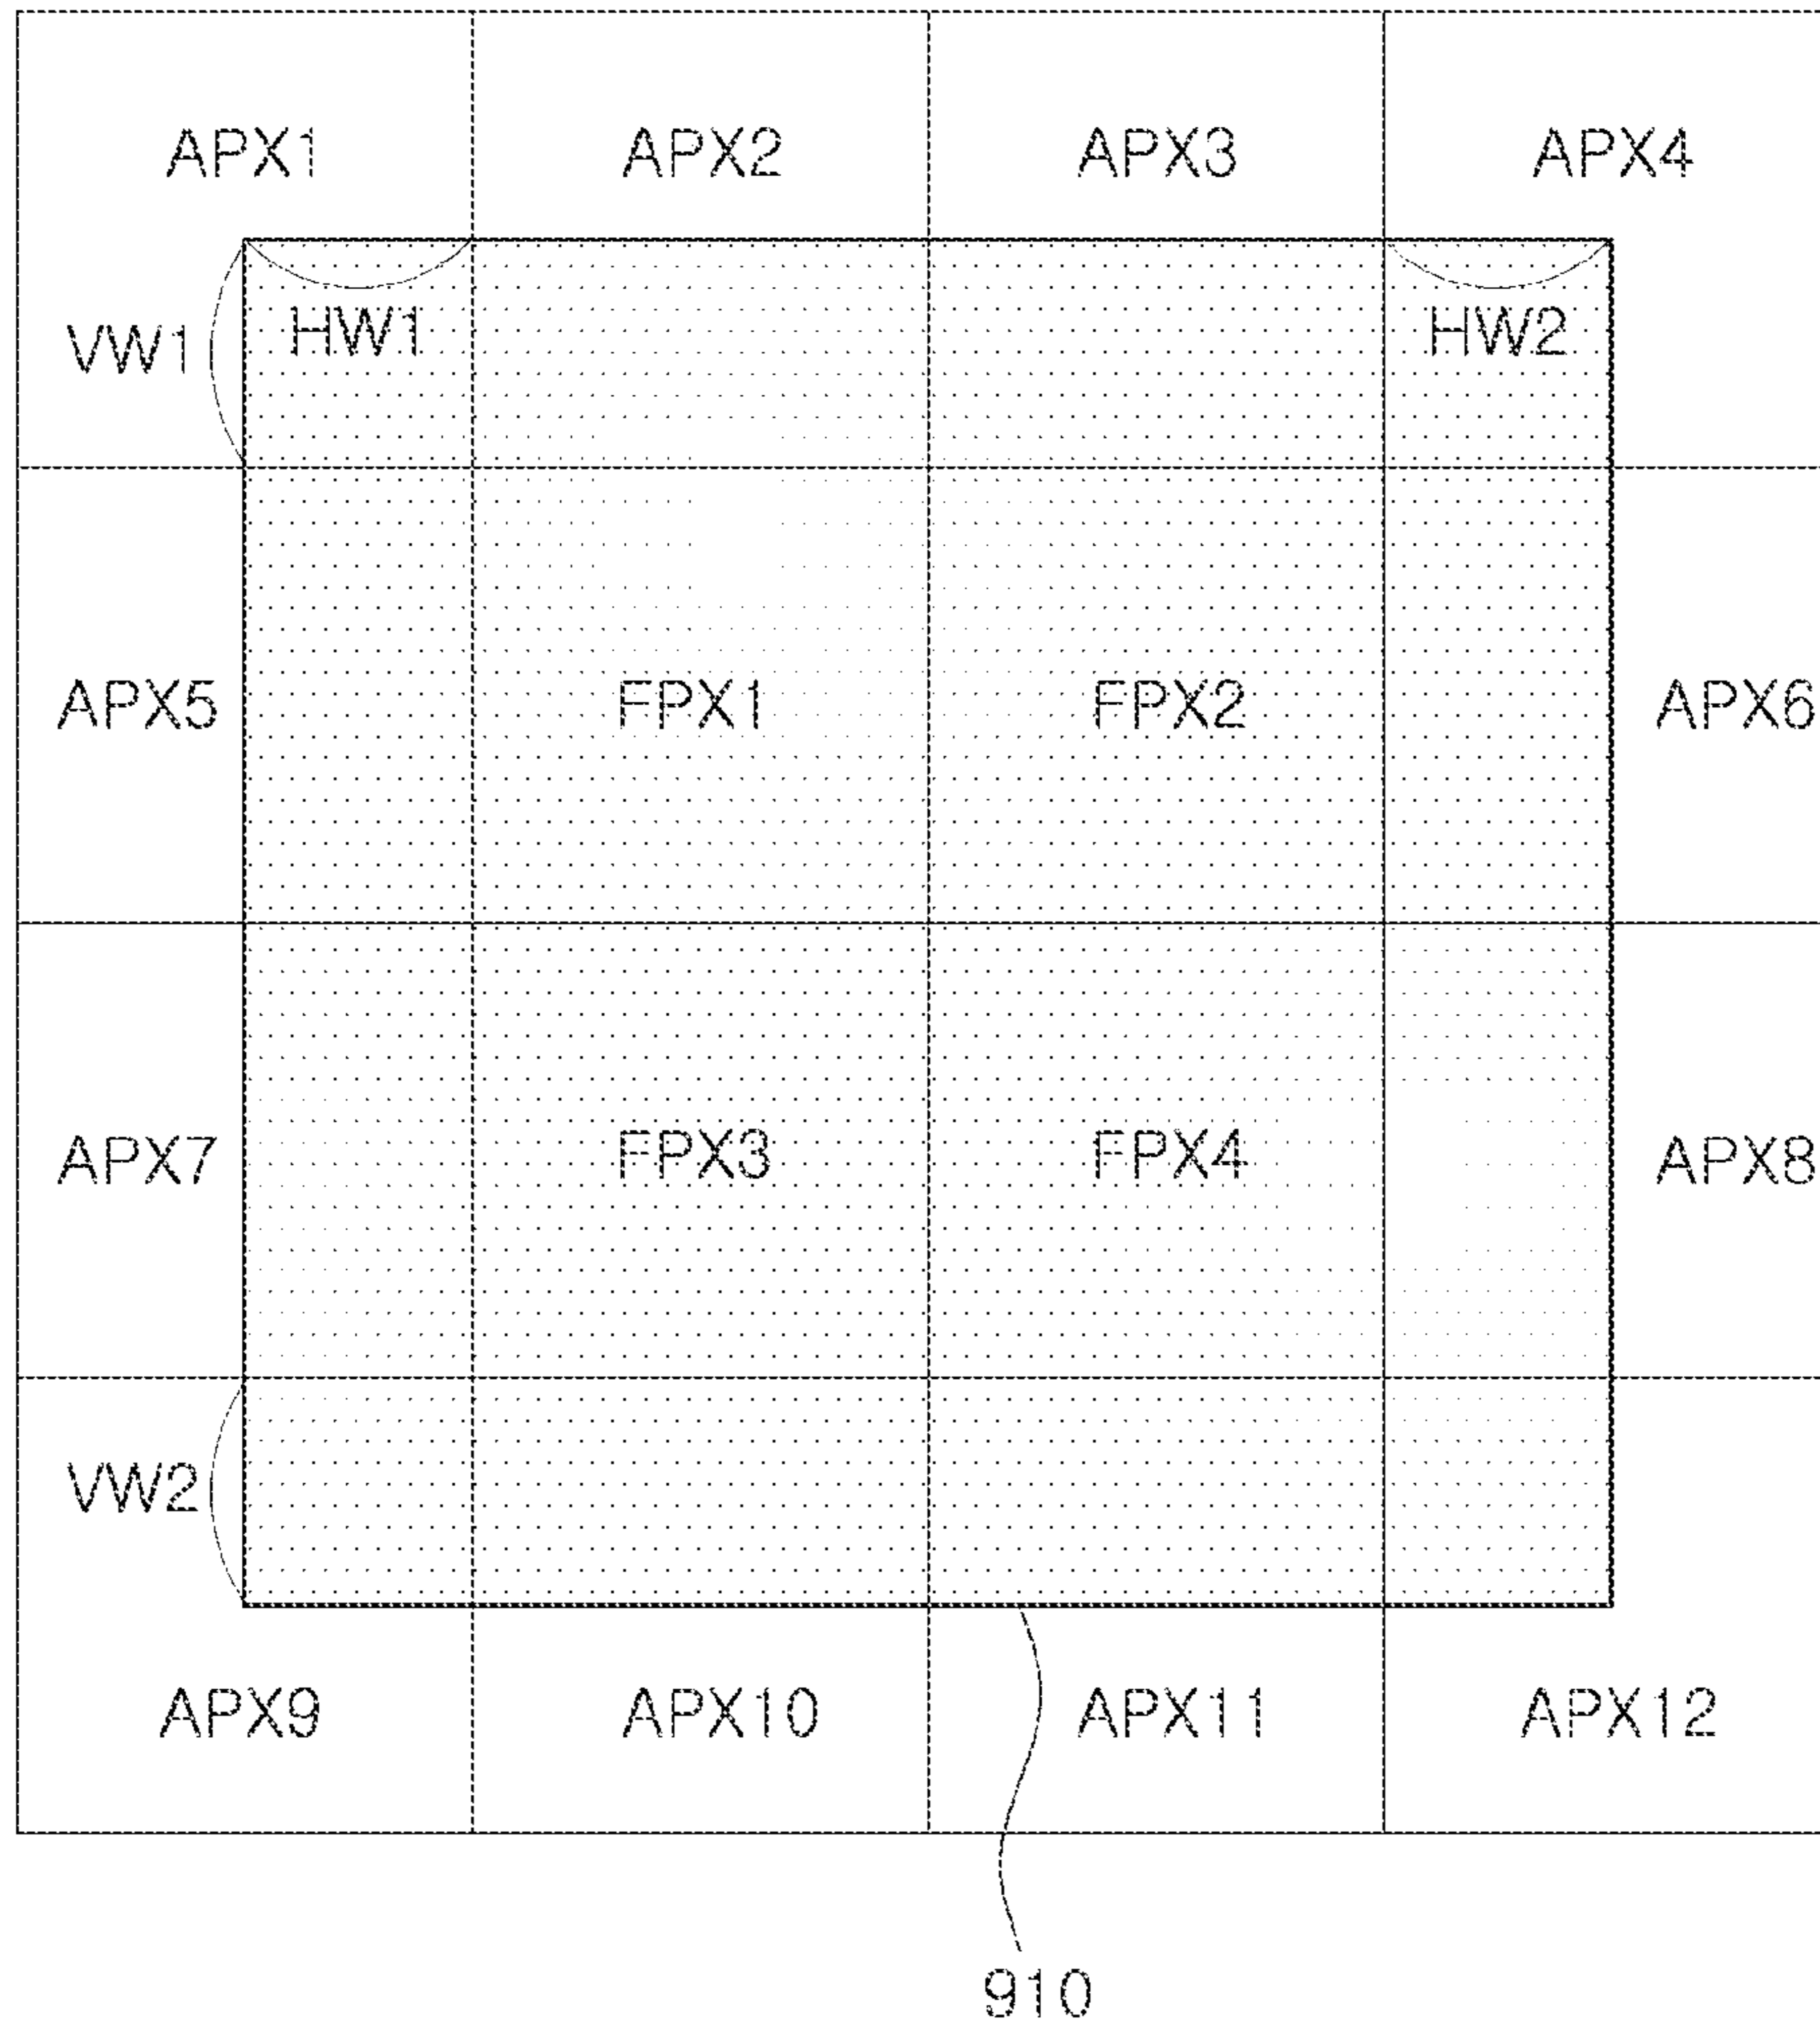 APX1 APX2 APX3 APX4
VW1 HW1 HW2
APX5 FPX1 FPX2 APX6
APX7 FPX3 FPX4 APX8
VW2
APX9 APX10 APX11 APX12
910